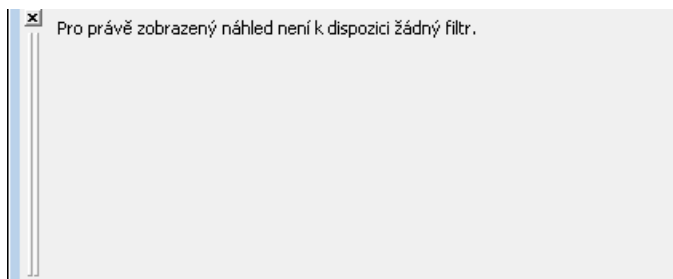 Pro právě zobrazený náhled není k dispozici žádný filtr.